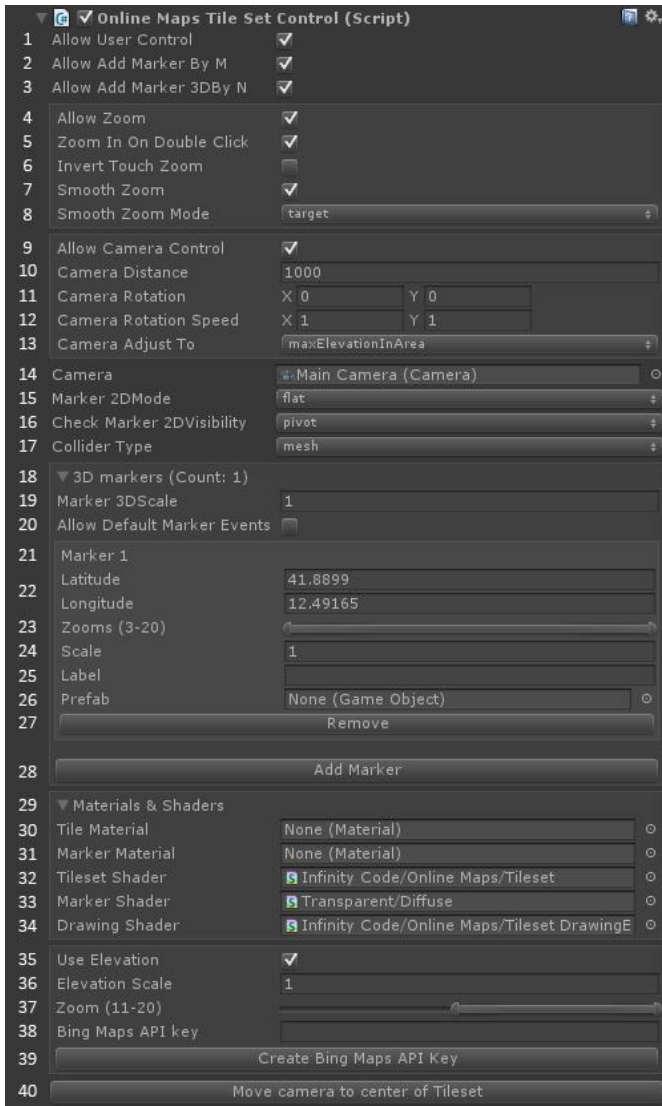 Online Maps Tile Set Control (Script)
1 Allow User Control
2 Allow Add Marker By M
3 Allow Add Marker 3DBy N
4 Allow Zoom
5 Zoom In On Double Click
6 Invert Touch Zoom
7 Smooth Zoom
8 Smooth Zoom Mode target
9 Allow Camera Control
10 Camera Distance 1000
11 Camera Rotation X 0 Y 0
12 Camera Rotation Speed X 1 Y 1
13 Camera Adjust To maxElevationInArea
14 Camera Main Camera (Camera)
15 Marker 2DMode flat
16 Check Marker 2DVisibility pivot
17 Collider Type mesh
18 3D markers (Count: 1)
19 Marker 3DScale 1
20 Allow Default Marker Events
21 Marker 1
22 Latitude 41.8899
Longitude 12.49165
23 Zooms (3-20)
24 Scale 1
25 Label
26 Prefab None (Game Object)
27 Remove
28 Add Marker
29 Materials & Shaders
30 Tile Material None (Material)
31 Marker Material None (Material)
32 Tileset Shader Infinity Code/Online Maps/Tileset
33 Marker Shader Transparent/Diffuse
34 Drawing Shader Infinity Code/Online Maps/Tileset DrawingE
35 Use Elevation
36 Elevation Scale 1
37 Zoom (11-20)
38 Bing Maps API key
39 Create Bing Maps API Key
40 Move camera to center of Tileset